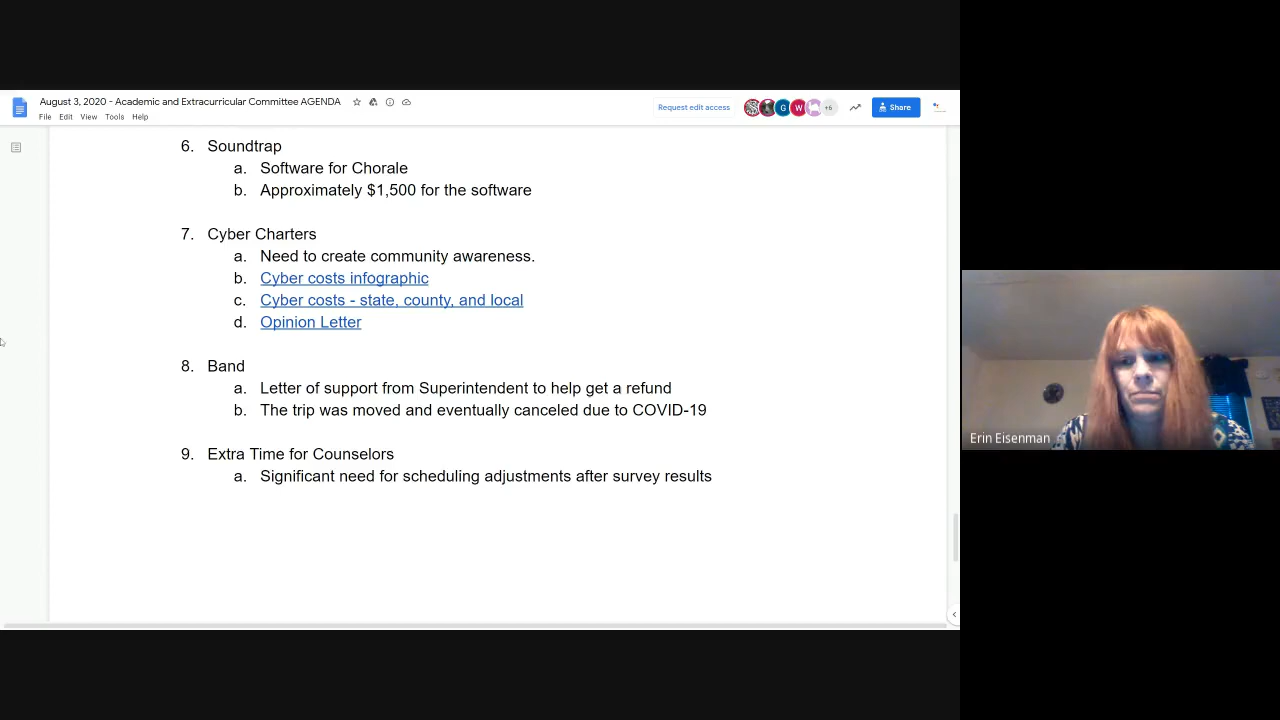 August 3, 2020 - Academic and Extracurricular Committee AGENDA
File Edit View Tools Help
Request edit access
G
W
+6
Share
6. Soundtrap
a. Software for Chorale
b. Approximately $1,500 for the software
7. Cyber Charters
a. Need to create community awareness.
b. Cyber costs infographic
c. Cyber costs - state, county, and local
d. Opinion Letter
8. Band
a. Letter of support from Superintendent to help get a refund
b. The trip was moved and eventually canceled due to COVID-19
9. Extra Time for Counselors
a. Significant need for scheduling adjustments after survey results
Erin Eisenman